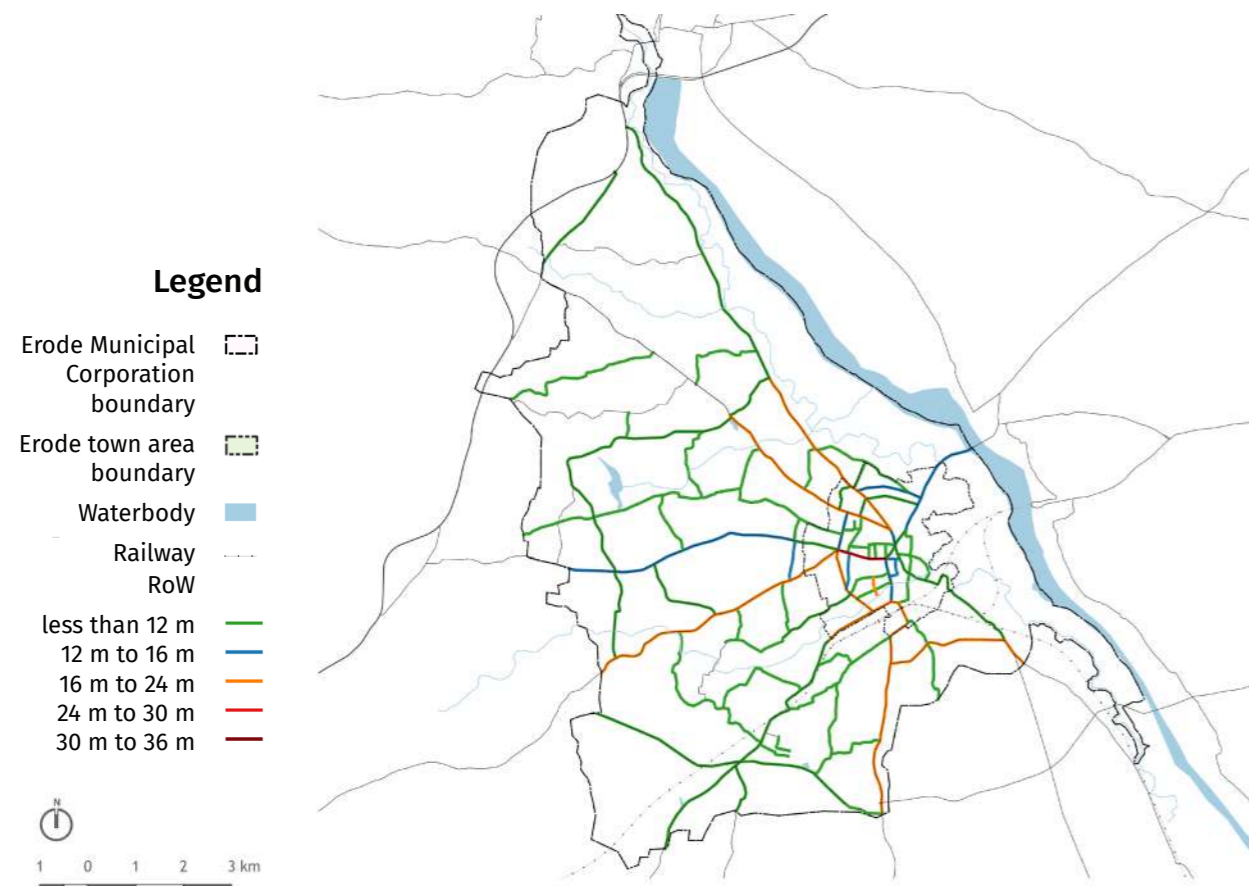 Legend
Erode Municipal
Corporation
boundary
Erode town area
boundary
Waterbody
Railway
RoW
less than 12 m
12 m to 16 m
16 m to 24 m
24 m to 30 m
30 m to 36 m
N
1 0 1 2 3 km